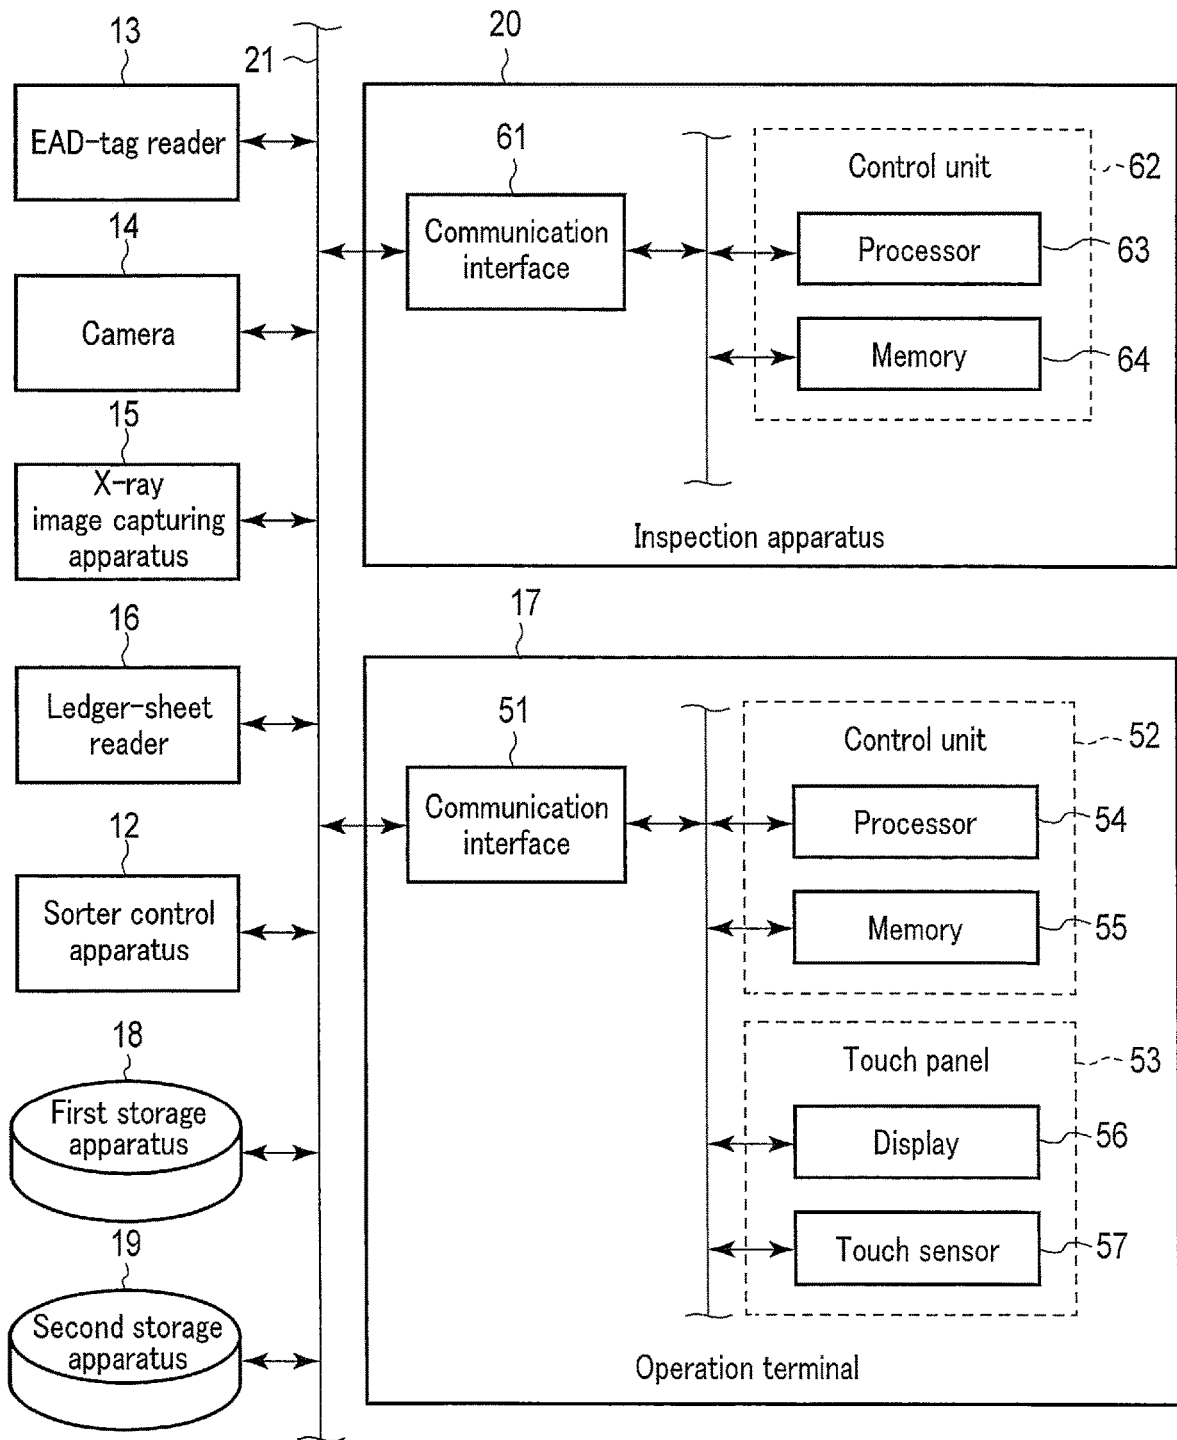 13
EAD-tag reader
14
Camera
15
X-ray
image capturing
apparatus
16
Ledger-sheet
reader
12
Sorter control
apparatus
18
First storage
apparatus
19
Second storage
apparatus
21
20
61
Communication
interface
Control unit
62
Processor
63
Memory
64
Inspection apparatus
17
51
Communication
interface
Control unit
52
Processor
54
Memory
55
Touch panel
53
Display
56
Touch sensor
57
Operation terminal